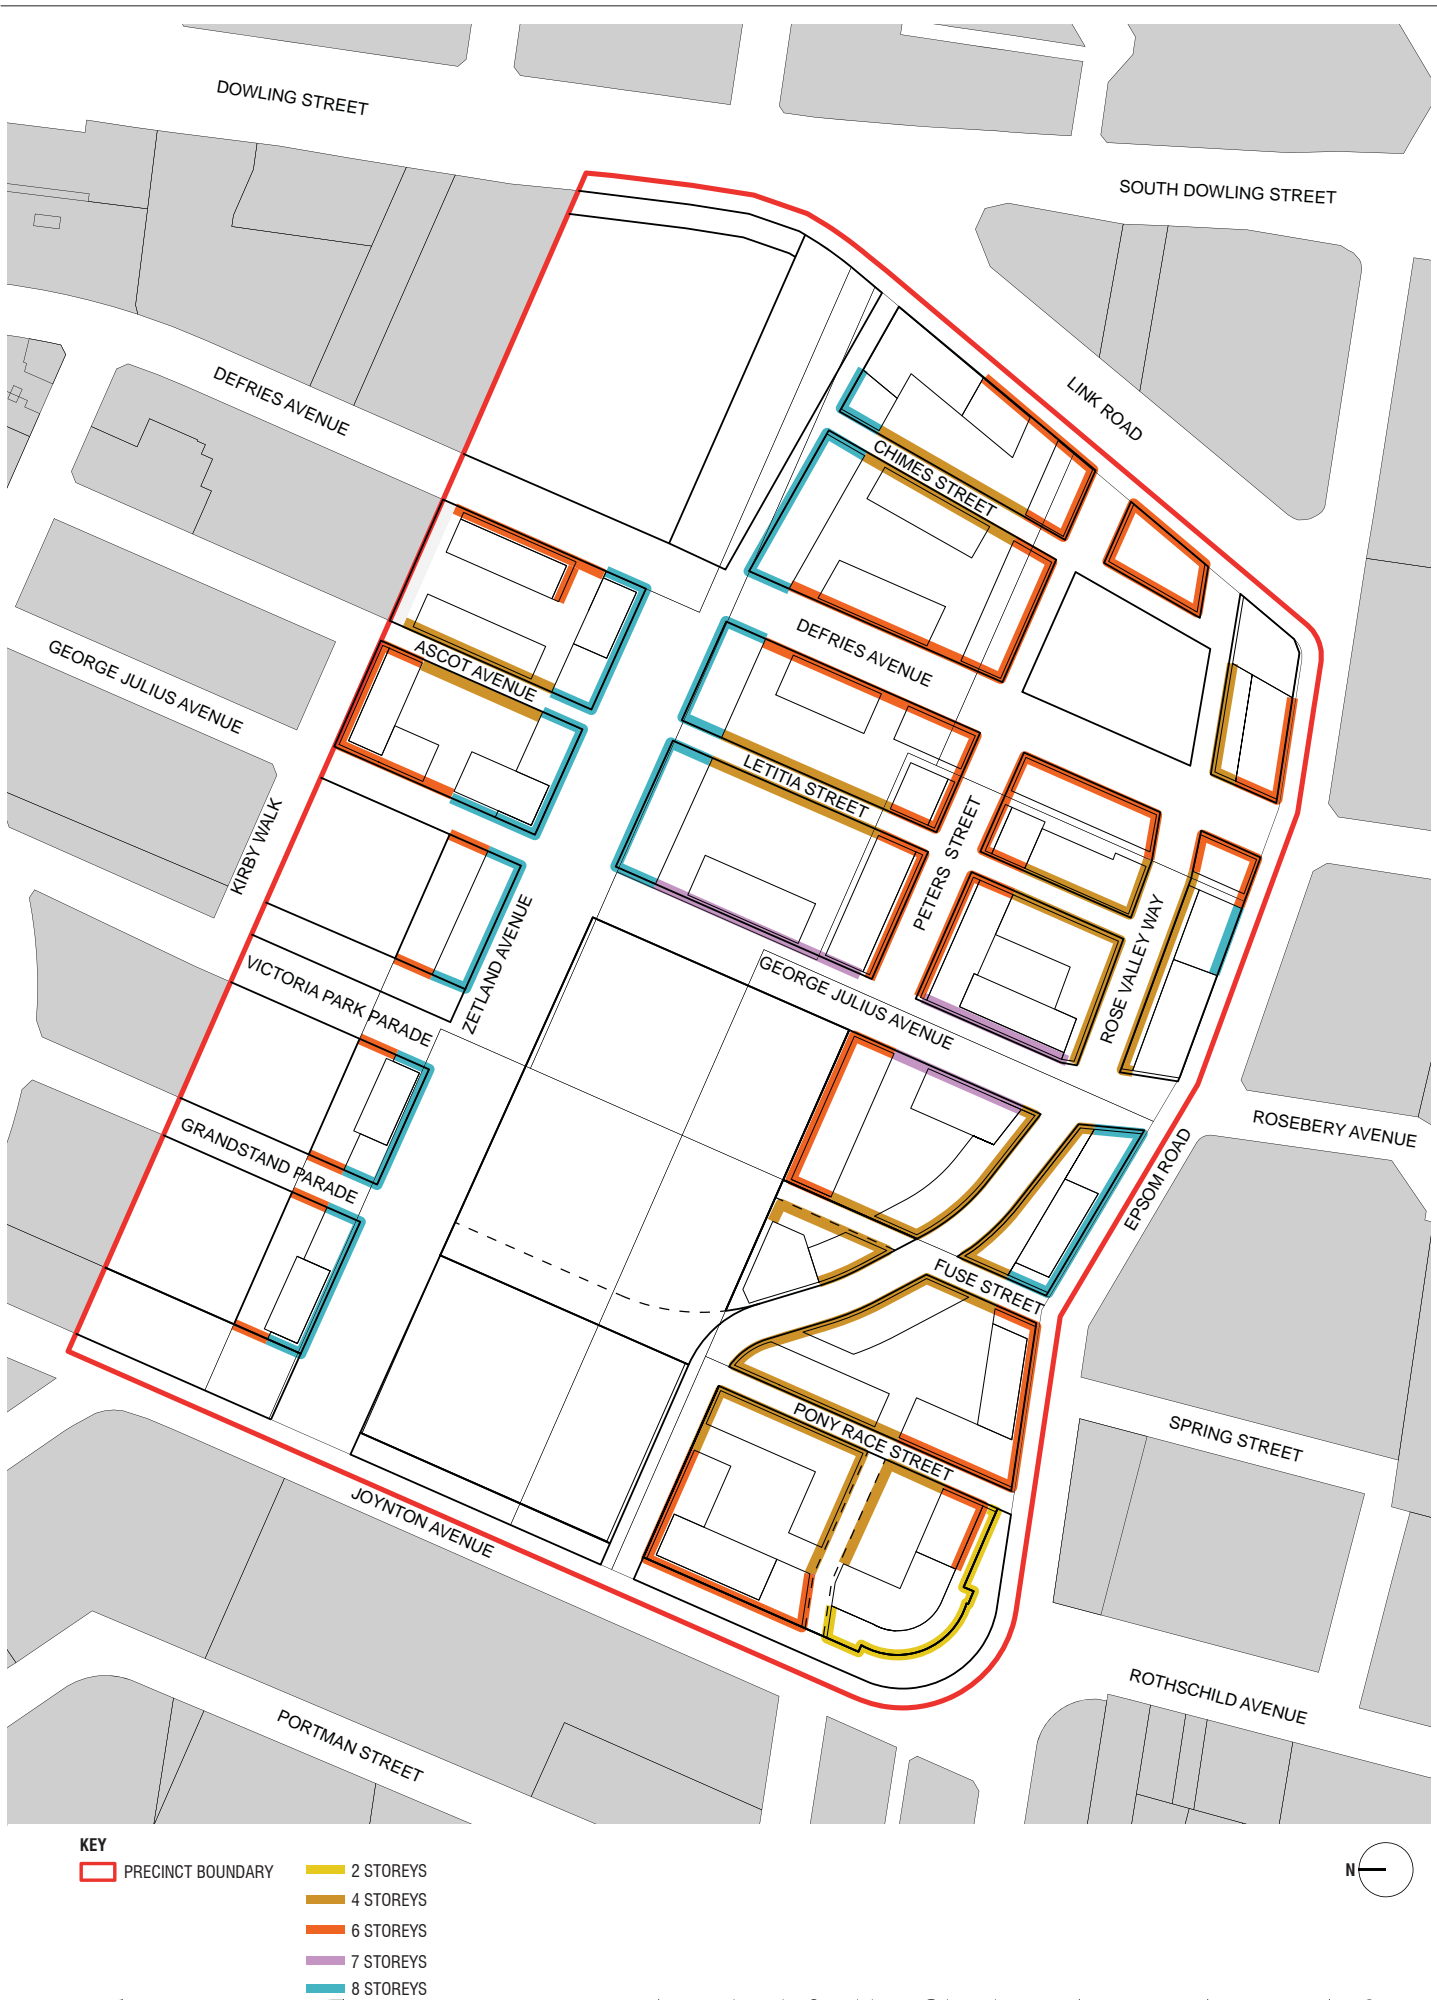 DOWLING STREET
SOUTH DOWLING STREET
LINK ROAD
DEFRIES AVENUE
CHIMES STREET
DEFRIES AVENUE
ASCOT AVENUE
GEORGE JULIUS AVENUE
LETITIA STREET
PETERS STREET
KIRBY WALK
ZETLAND AVENUE
ROSE VALLEY WAY
VICTORIA PARK PARADE
GEORGE JULIUS AVENUE
GRANDSTAND PARADE
ROSEBERY AVENUE
EPSOM ROAD
FUSE STREET
PONY RACE STREET
SPRING STREET
JOYNTON AVENUE
ROTHSCHILD AVENUE
PORTMAN STREET
KEY
PRECINCT BOUNDARY
2 STOREYS
4 STOREYS
6 STOREYS
7 STOREYS
8 STOREYS
N